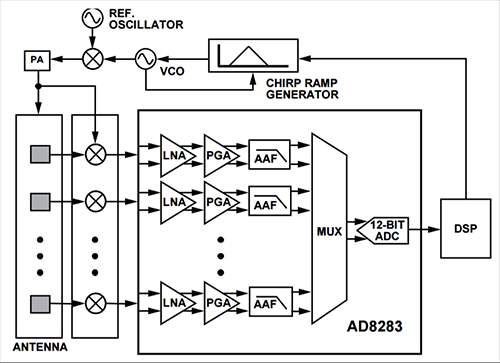 REF.
OSCILLATOR
PA
VCO
CHIRP RAMP
GENERATOR
LNA
PGA
AAF
LNA
PGA
AAF
MUX
12-BIT
ADC
DSP
LNA
PGA
AAF
AD8283
ANTENNA